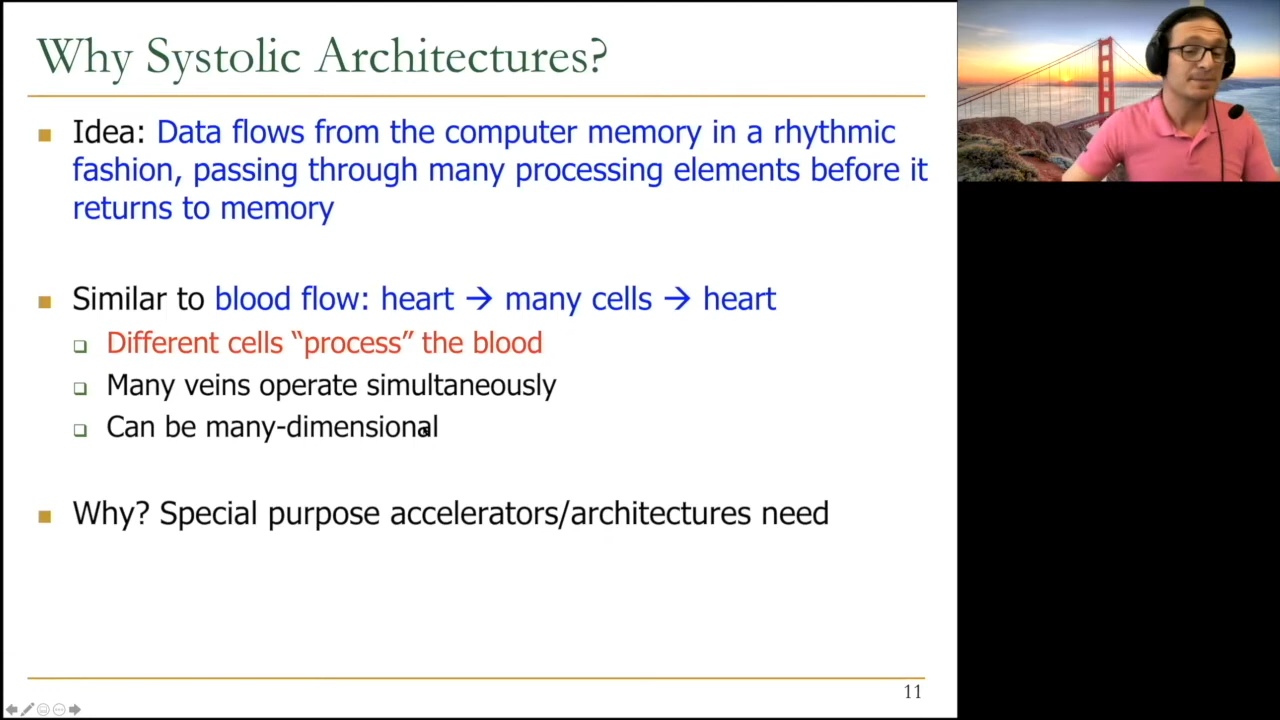 Why Systolic Architectures?
Idea: Data flows from the computer memory in a rhythmic
fashion, passing through many processing elements before it
returns to memory
Similar to blood flow: heart → many cells → heart
Different cells “process” the blood
Many veins operate simultaneously
Can be many-dimensional
Why? Special purpose accelerators/architectures need
11